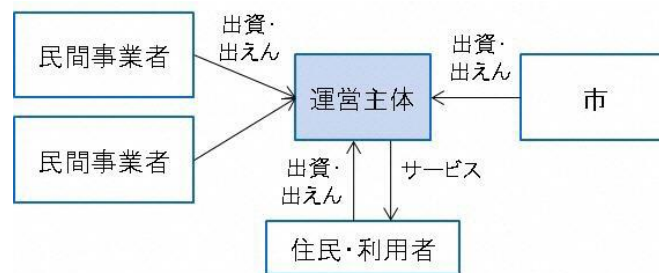 民間事業者
出資・
出えん
出資・
出えん
運営主体
市
民間事業者
出資・
出えん
サービス
住民・利用者